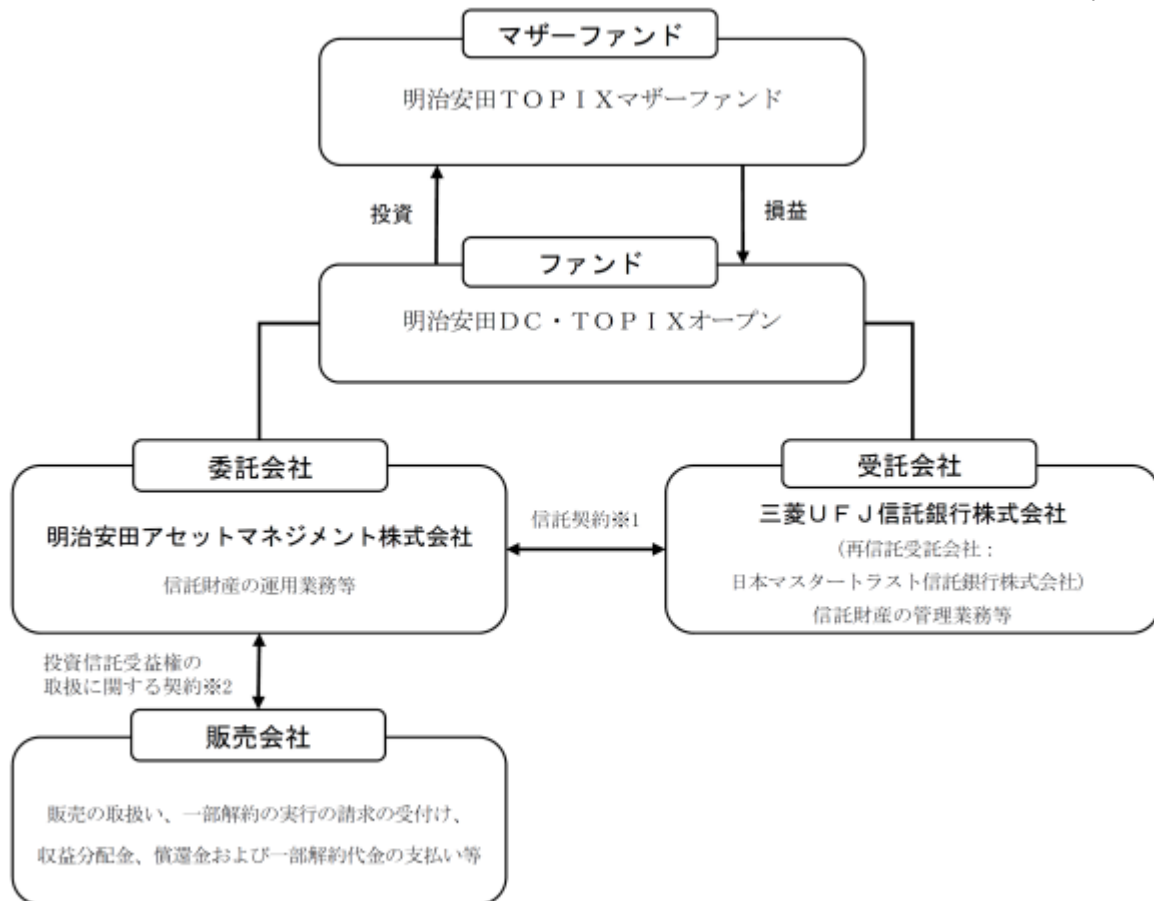 マザーファンド
明治安田TOPIXマザーファンド
投資
損益
ファンド
明治安田DC・TOPIXオープン
委託会社
明治安田アセットマネジメント株式会社
信託財産の運用業務等
信託契約※1
受託会社
三菱UFJ信託銀行株式会社
(再信託受託会社:
日本マスタートラスト信託銀行株式会社)
信託財産の管理業務等
投資信託受益権の
取扱に関する契約※2
販売会社
販売の取扱い、一部解約の実行の請求の受付け、
収益分配金、償還金および一部解約代金の支払い等